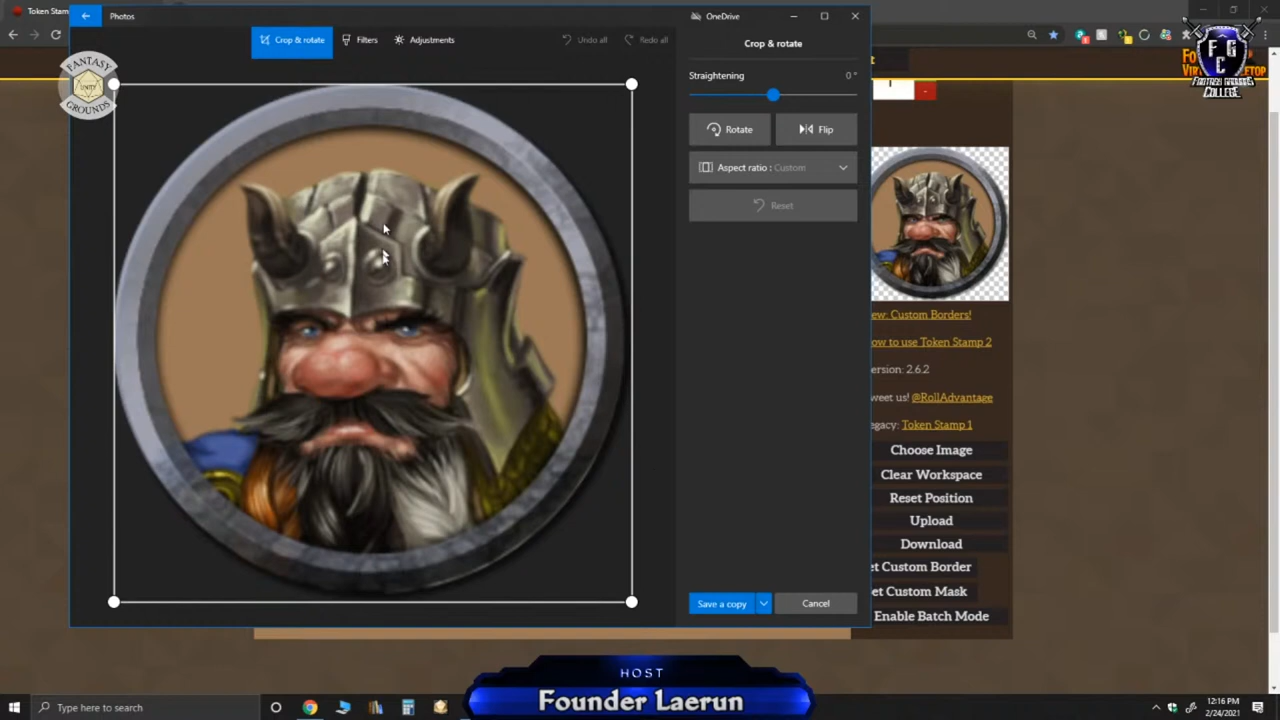 Token Stam
Photos
OneDrive
Crop & rotate
Filters
Adjustments
Undo all
Redo all
Crop & rotate
Straightening
0 °
Rotate
Flip
Aspect ratio : Custom
Reset
Save a copy
Cancel
FANTASY
UNITY
GROUNDS
FGC
FANTASY GROUNDS
COLLEGE
-
ew: Custom Borders!
ow to use Token Stamp 2
ersion: 2.6.2
weet us! @RollAdvantage
egacy: Token Stamp 1
Choose Image
Clear Workspace
Reset Position
Upload
Download
et Custom Border
et Custom Mask
Enable Batch Mode
HOST
Founder Laerun
Type here to search
12:16 PM
2/24/2021